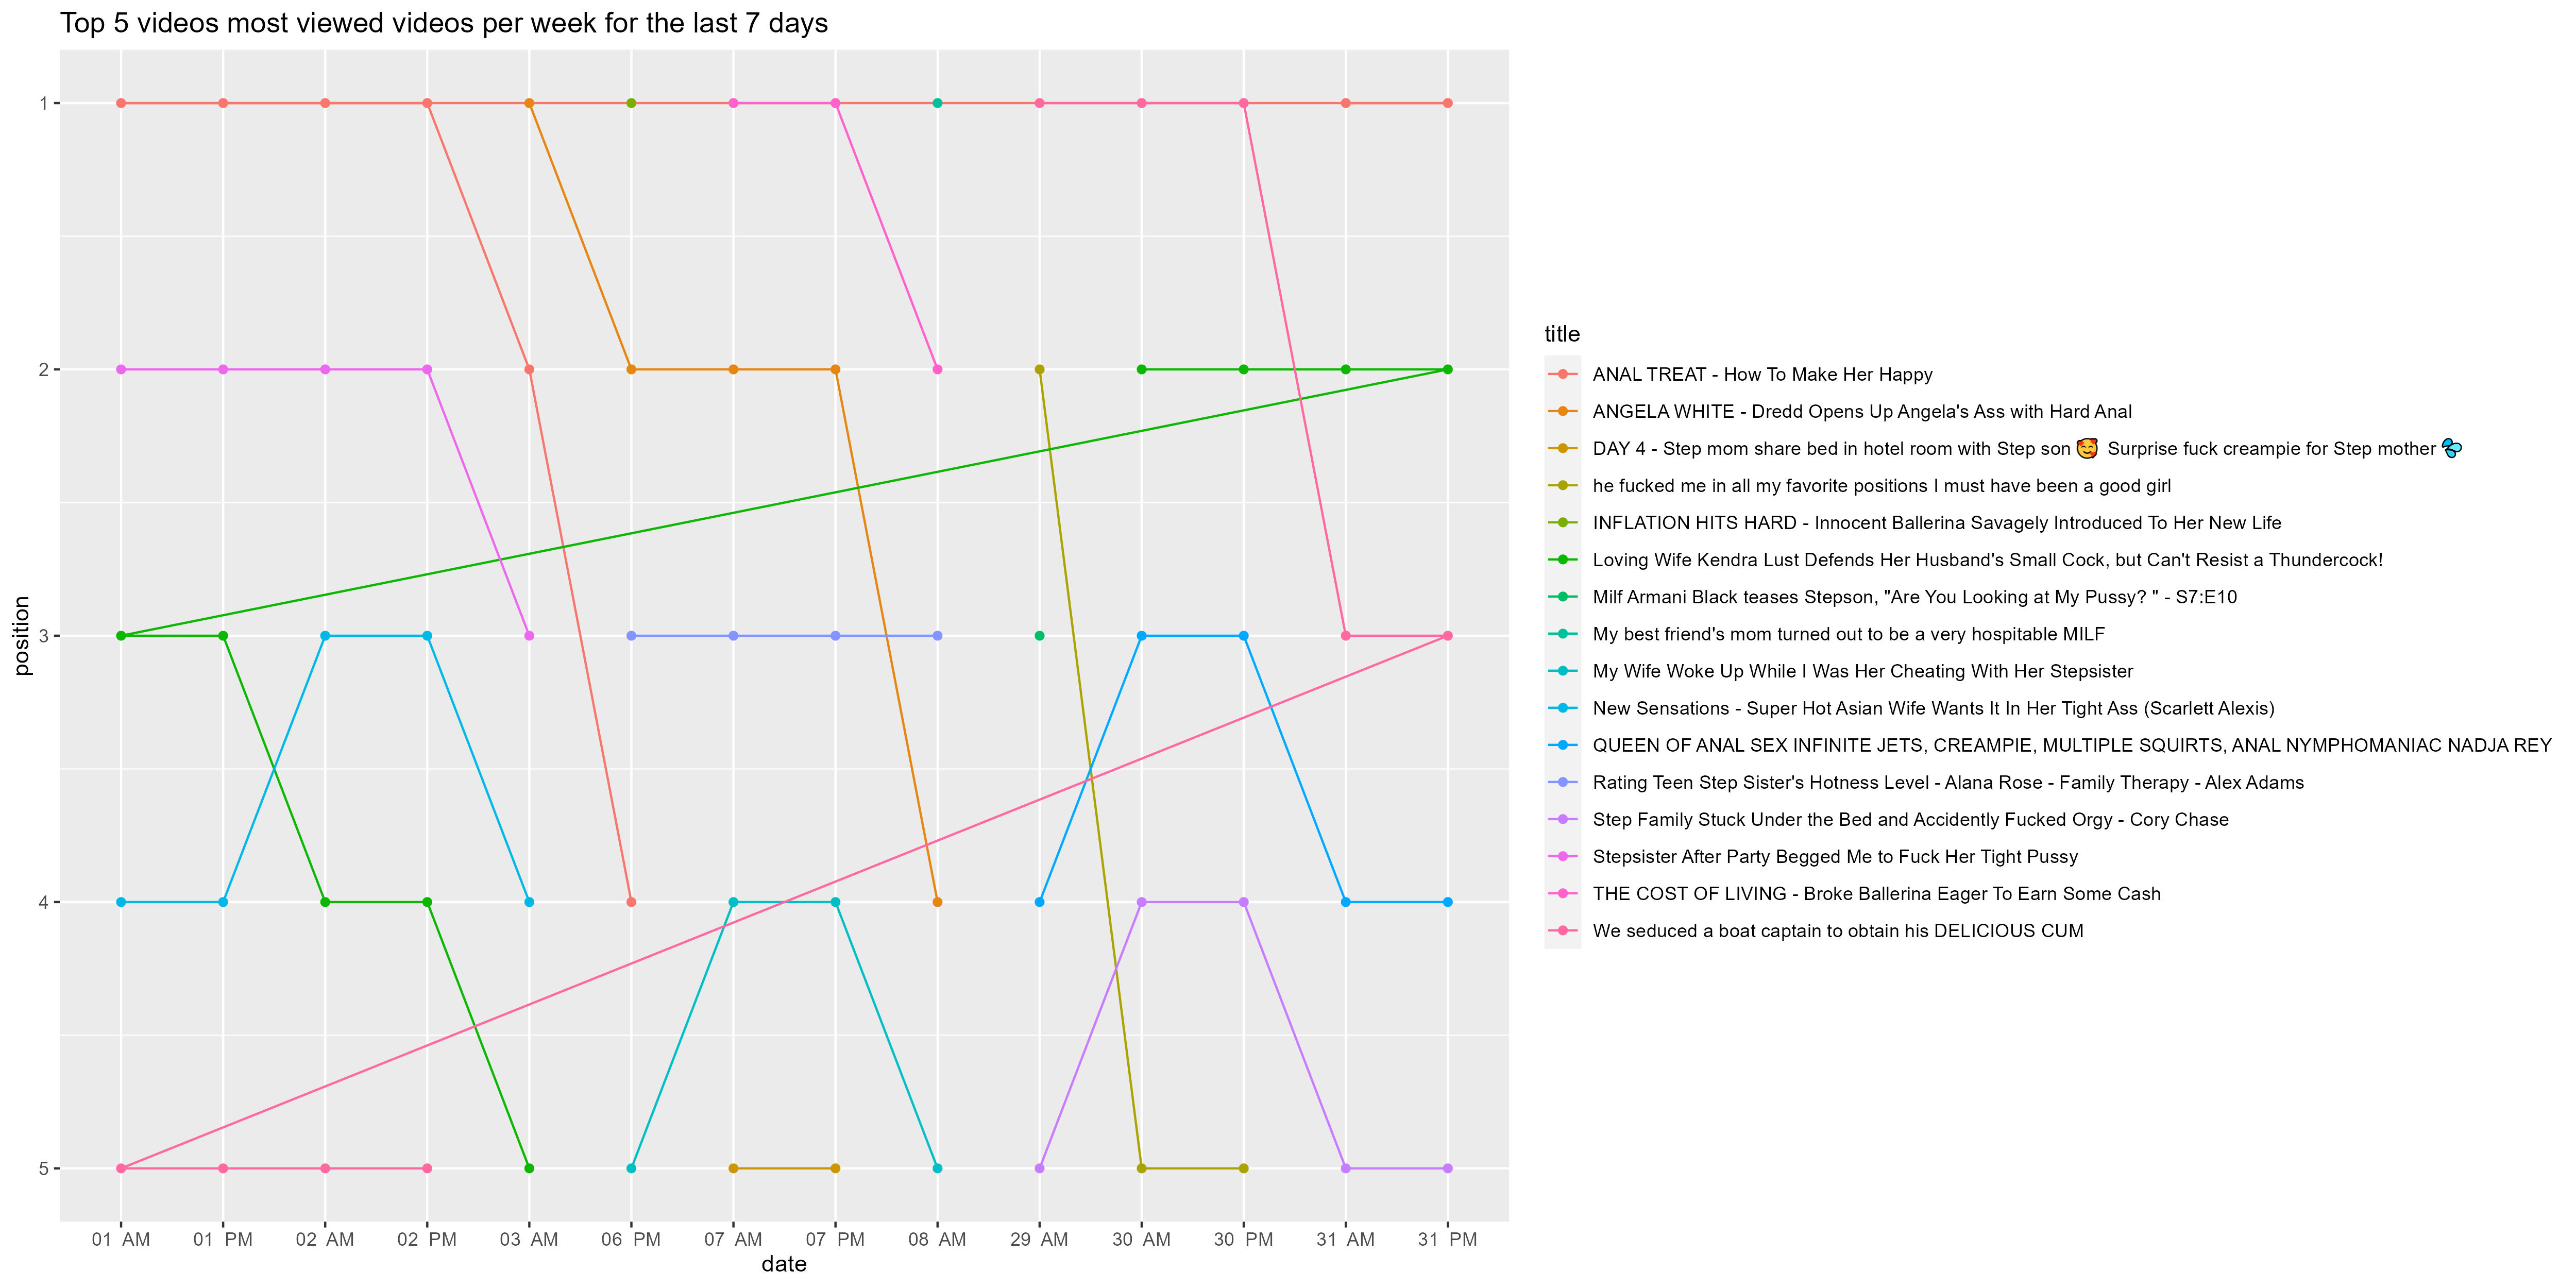 Top 5 videos most viewed videos per week for the last 7 days
position
1
2
3
4
5
01 AM 01 PM 02 AM 02 PM 03 AM 06 PM 07 AM 07 PM 08 AM 29 AM 30 AM 30 PM 31 AM 31 PM
date
title
ANAL TREAT - How To Make Her Happy
ANGELA WHITE - Dredd Opens Up Angela's Ass with Hard Anal
DAY 4 - Step mom share bed in hotel room with Step son 🥰 Surprise fuck creampie for Step mother 💦
he fucked me in all my favorite positions I must have been a good girl
INFLATION HITS HARD - Innocent Ballerina Savagely Introduced To Her New Life
Loving Wife Kendra Lust Defends Her Husband's Small Cock, but Can't Resist a Thundercock!
Milf Armani Black teases Stepson, "Are You Looking at My Pussy? " - S7:E10
My best friend's mom turned out to be a very hospitable MILF
My Wife Woke Up While I Was Her Cheating With Her Stepsister
New Sensations - Super Hot Asian Wife Wants It In Her Tight Ass (Scarlett Alexis)
QUEEN OF ANAL SEX INFINITE JETS, CREAMPIE, MULTIPLE SQUIRTS, ANAL NYMPHOMANIAC NADJA REY
Rating Teen Step Sister's Hotness Level - Alana Rose - Family Therapy - Alex Adams
Step Family Stuck Under the Bed and Accidently Fucked Orgy - Cory Chase
Stepsister After Party Begged Me to Fuck Her Tight Pussy
THE COST OF LIVING - Broke Ballerina Eager To Earn Some Cash
We seduced a boat captain to obtain his DELICIOUS CUM